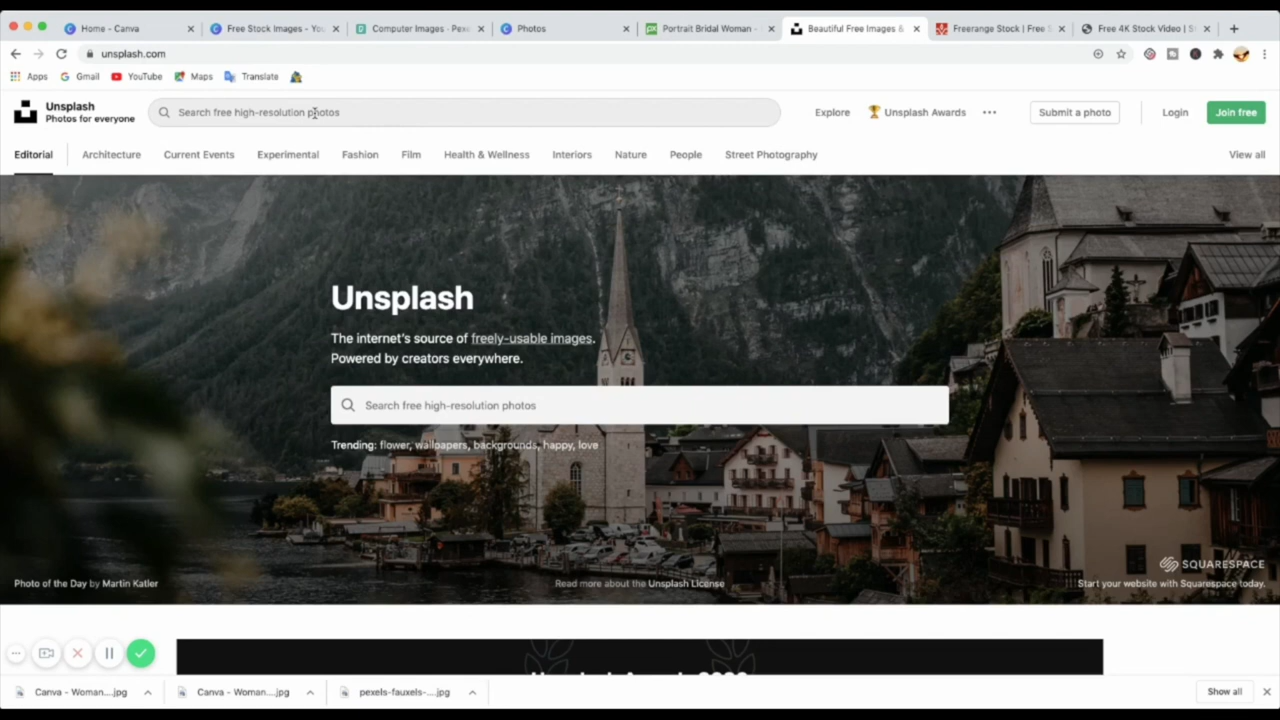 Home - Canva
Free Stock Images - You
Computer Images · Pexe
Photos
Portrait Bridal Woman -
Beautiful Free Images &
Freerange Stock | Free S
Free 4K Stock Video | S
unsplash.com
Apps
Gmail
YouTube
Maps
Translate
Unsplash
Photos for everyone
Search free high-resolution photos
Explore
Unsplash Awards
Submit a photo
Login
Join free
Editorial
Architecture
Current Events
Experimental
Fashion
Film
Health & Wellness
Interiors
Nature
People
Street Photography
View all
Unsplash
The internet's source of freely-usable images.
Powered by creators everywhere.
Search free high-resolution photos
Trending: flower, wallpapers, backgrounds, happy, love
Photo of the Day by Martin Katler
Read more about the Unsplash License
SQUARESPACE
Start your website with Squarespace today.
Canva - Woman....jpg
Canva - Woman....jpg
pexels-fauxels-....jpg
Show all